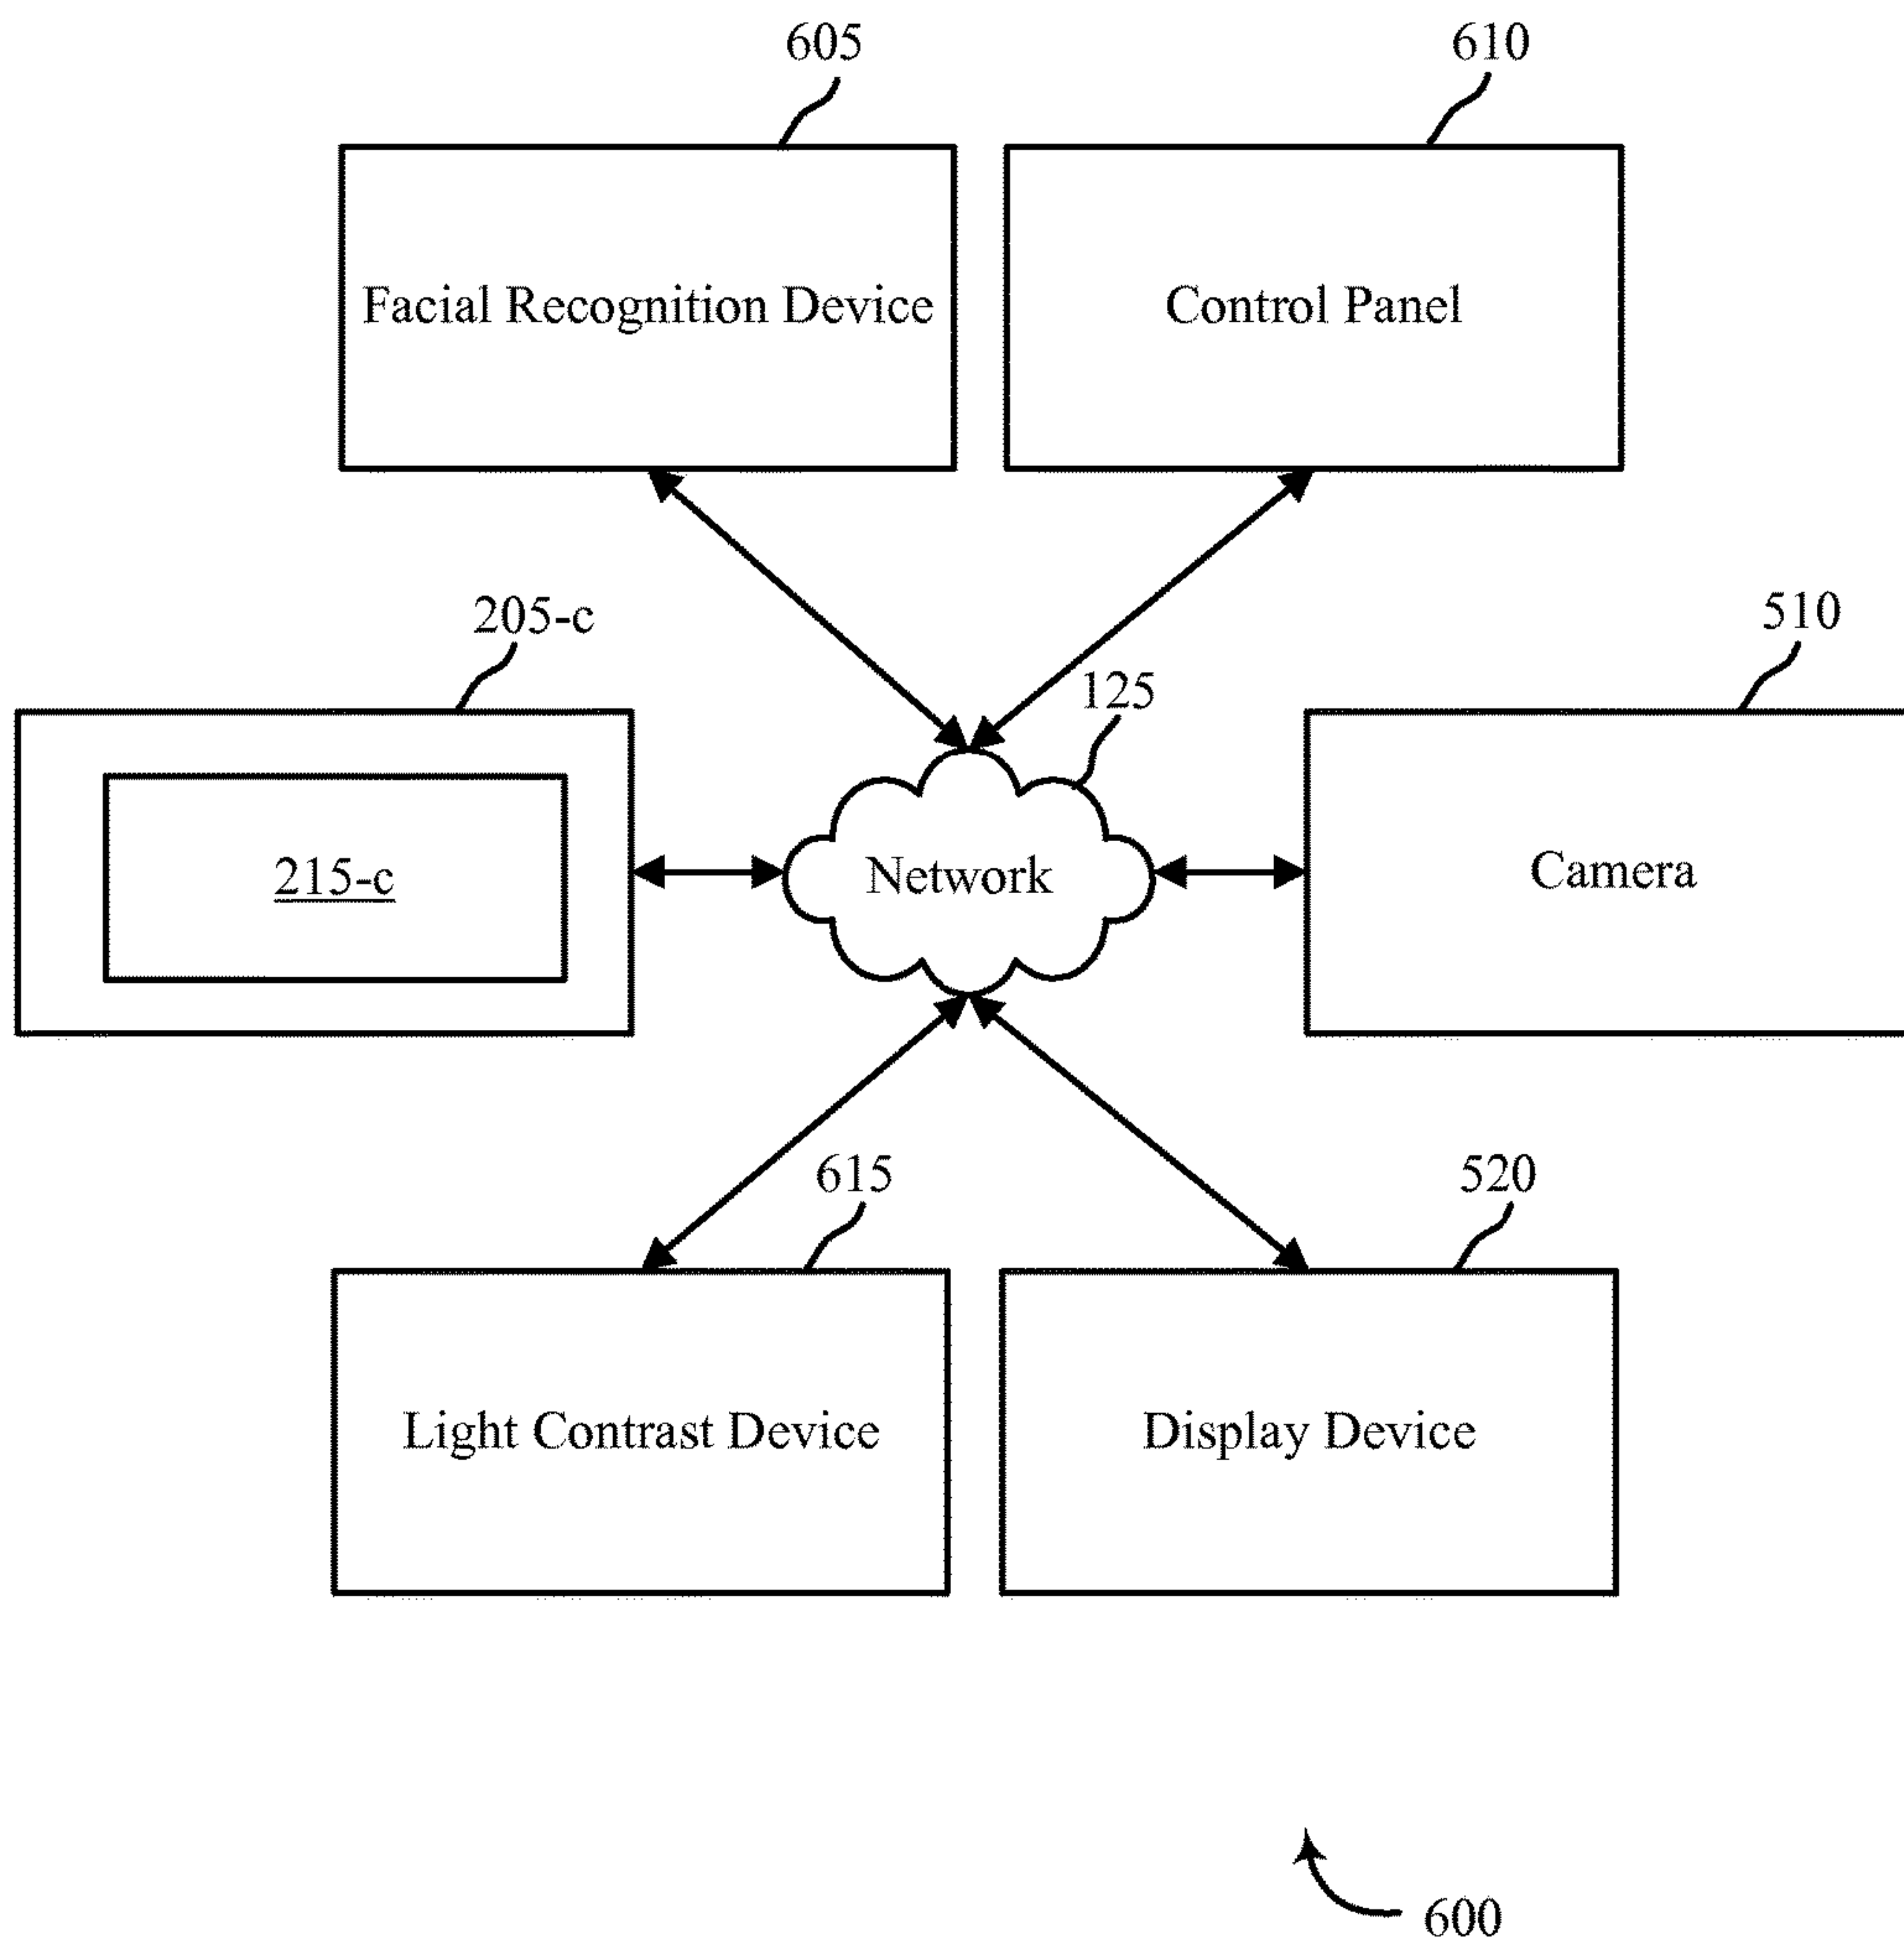 605
610
Facial Recognition Device
Control Panel
205-c
510
125
215-c
Network
Camera
615
520
Light Contrast Device
Display Device
600